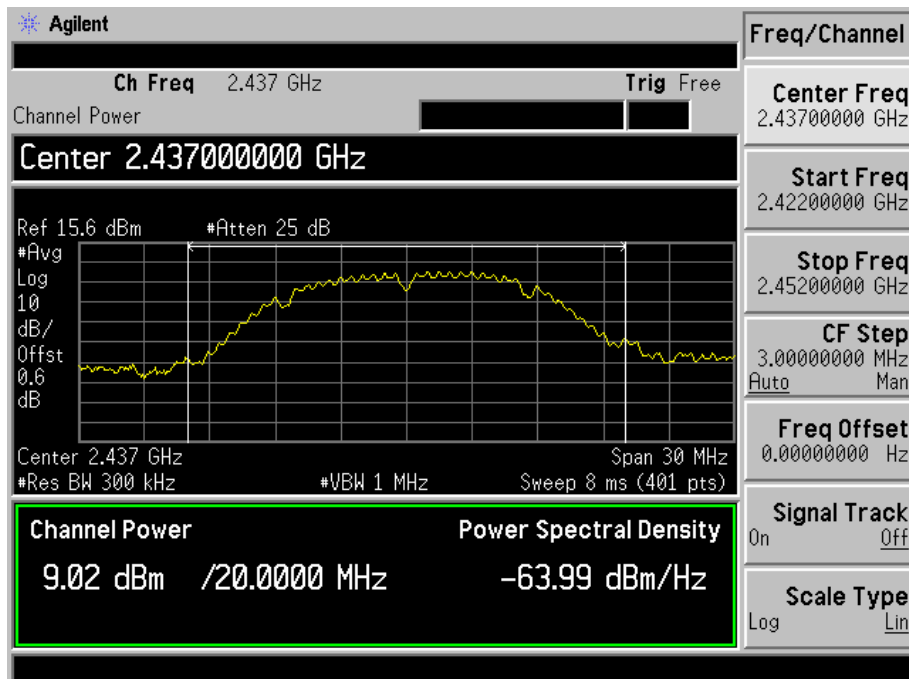 Agilent
Freq/Channel
Ch Freq 2.437 GHz Trig Free
Channel Power
Center 2.437000000 GHz
Ref 15.6 dBm #Atten 25 dB
#Avg
Log
10
dB/
Offst
0.6
dB
Center 2.437 GHz Span 30 MHz
#Res BW 300 kHz #VBW 1 MHz Sweep 8 ms (401 pts)
Channel Power Power Spectral Density
9.02 dBm /20.0000 MHz -63.99 dBm/Hz
Center Freq
2.43700000 GHz
Start Freq
2.42200000 GHz
Stop Freq
2.45200000 GHz
CF Step
3.00000000 MHz
Auto Man
Freq Offset
0.00000000 Hz
Signal Track
On Off
Scale Type
Log Lin